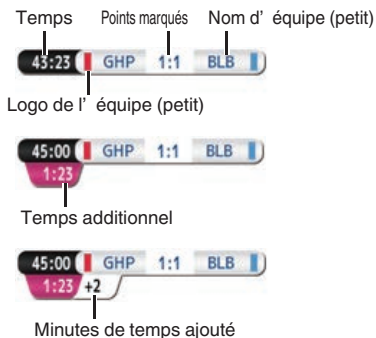 Temps Points marqués Nom d’ équipe (petit)
43:23 GHP 1:1 BLB
Logo de l’ équipe (petit)
45:00 GHP 1:1 BLB
1:23
Temps additionnel
45:00 GHP 1:1 BLB
1:23 +2
Minutes de temps ajouté